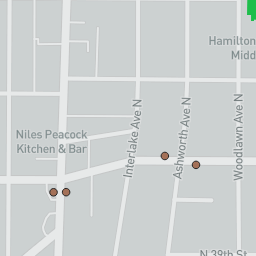 Hamilton
Midd
Niles Peacock
Kitchen & Bar
Interlake Ave N
Ashworth Ave N
Woodlawn Ave N
N 39th St